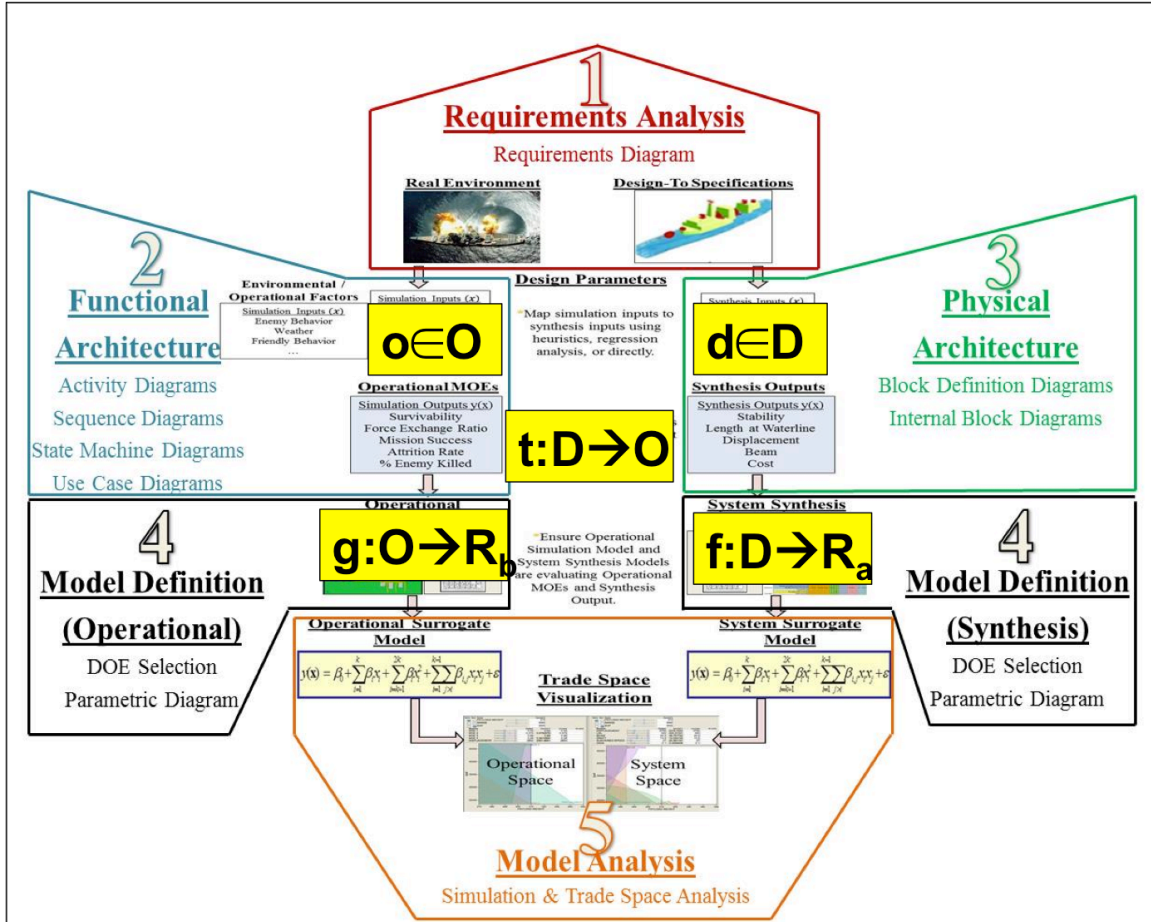 1
Requirements Analysis
Requirements Diagram
Real Environment
Design-To Specifications
2
Functional
Architecture
Activity Diagrams
Sequence Diagrams
State Machine Diagrams
Use Case Diagrams
Environmental /
Operational Factors
Simulation Inputs (x)
Enemy Behavior
Weather
Friendly Behavior
...
Simulation Inputs (x)
o∈O
Operational MOEs
Simulation Outputs y(x)
Survivability
Force Exchange Ratio
Mission Success
Attrition Rate
% Enemy Killed
Design Parameters
*Map simulation inputs to
synthesis inputs using
heuristics, regression
analysis, or directly.
t:D→O
Synthesis Inputs (x)
d∈D
Synthesis Outputs
Synthesis Outputs y(x)
Stability
Length at Waterline
Displacement
Beam
Cost
3
Physical
Architecture
Block Definition Diagrams
Internal Block Diagrams
4
Model Definition
(Operational)
DOE Selection
Parametric Diagram
Operational
g:O→Rb
*Ensure Operational
Simulation Model and
System Synthesis Models
are evaluating Operational
MOEs and Synthesis
Output.
System Synthesis
f:D→Ra
4
Model Definition
(Synthesis)
DOE Selection
Parametric Diagram
Operational Surrogate
Model
System Surrogate
Model
Trade Space
Visualization
Operational
Space
System
Space
5
Model Analysis
Simulation & Trade Space Analysis